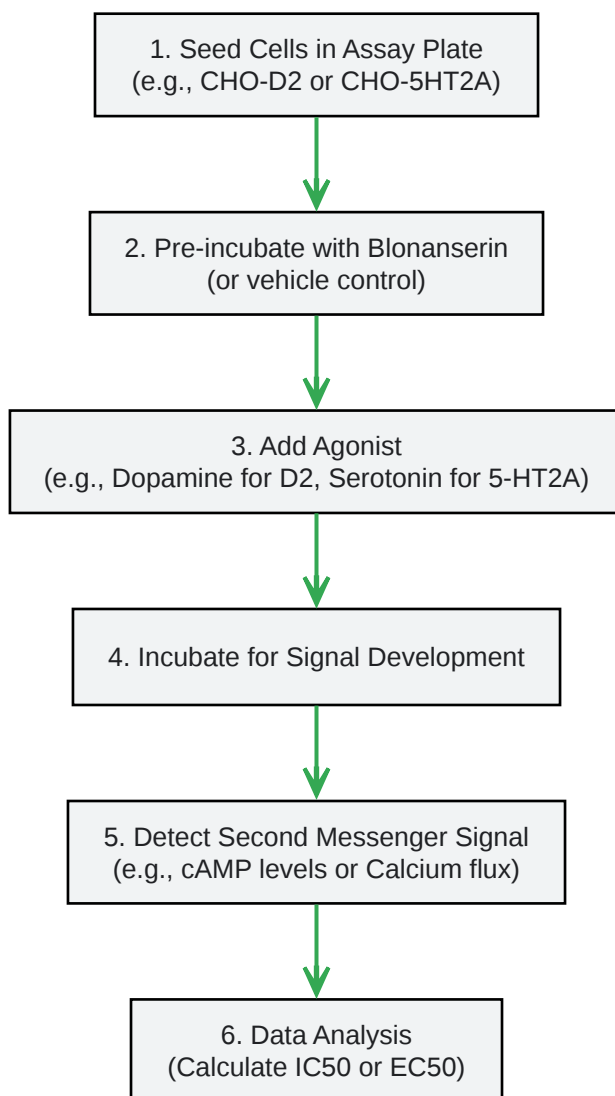 1. Seed Cells in Assay Plate
(e.g., CHO-D2 or CHO-5HT2A)
2. Pre-incubate with Blonanserin
(or vehicle control)
3. Add Agonist
(e.g., Dopamine for D2, Serotonin for 5-HT2A)
4. Incubate for Signal Development
5. Detect Second Messenger Signal
(e.g., cAMP levels or Calcium flux)
6. Data Analysis
(Calculate IC50 or EC50)